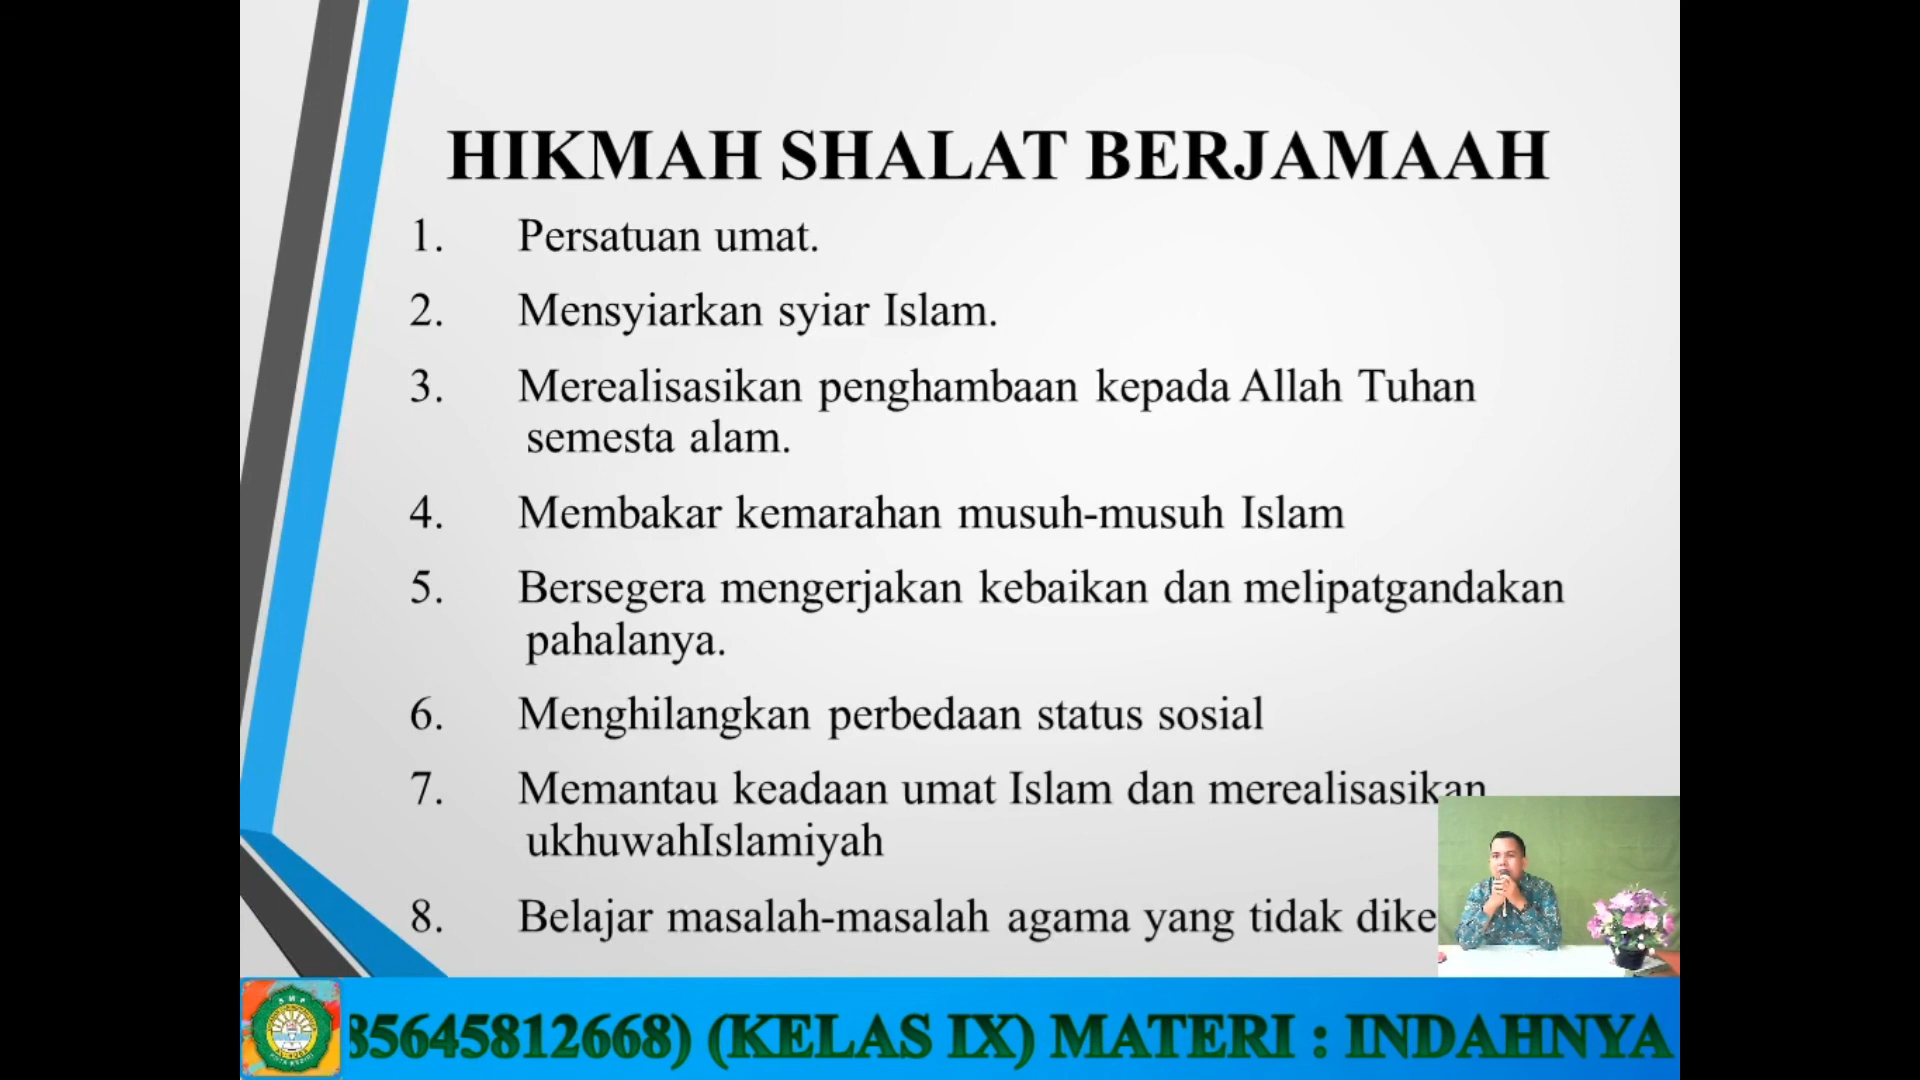 HIKMAH SHALAT BERJAMAAH
1. Persatuan umat.
2. Mensyiarkan syiar Islam.
3. Merealisasikan penghambaan kepada Allah Tuhan
semesta alam.
4. Membakar kemarahan musuh-musuh Islam
5. Bersegera mengerjakan kebaikan dan melipatgandakan
pahalanya.
6. Menghilangkan perbedaan status sosial
7. Memantau keadaan umat Islam dan merealisasikan
ukhuwahIslamiyah
8. Belajar masalah-masalah agama yang tidak dike
85645812668) (KELAS IX) MATERI : INDAHNYA